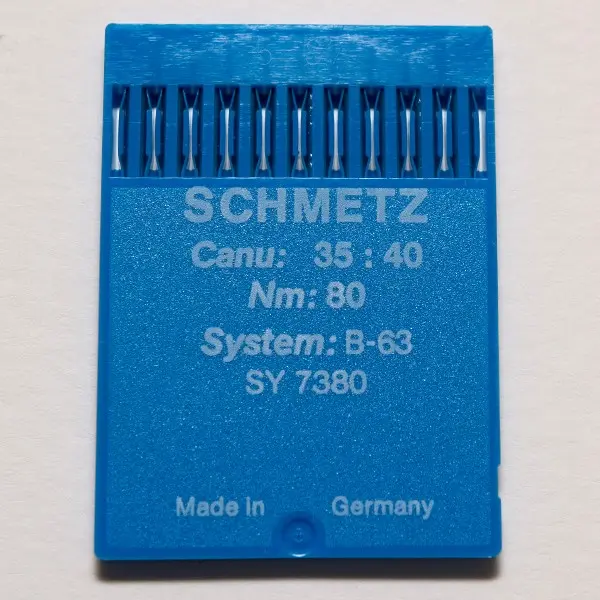 SCHMETZ
Canu: 35 : 40
Nm: 80
System: B-63
SY 7380
Made in Germany